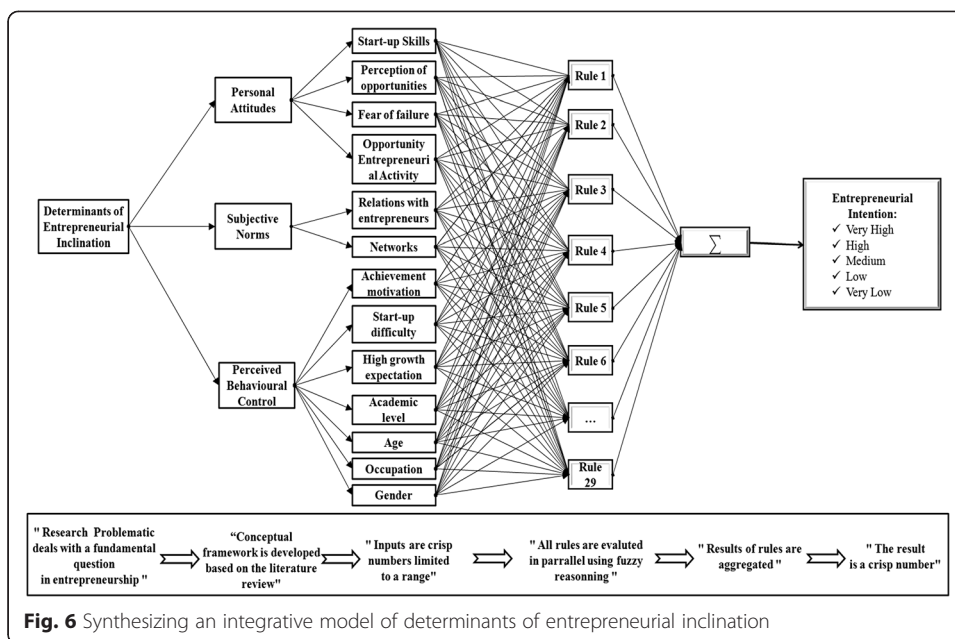 Determinants of
Entrepreneurial
Inclination
Personal
Attitudes
Subjective
Norms
Perceived
Behavioural
Control
Start-up Skills
Perception of
opportunities
Fear of failure
Opportunity
Entrepreneuri
al Activity
Relations with
entrepreneurs
Networks
Achievement
motivation
Start-up
difficulty
High growth
expectation
Academic
level
Age
Occupation
Gender
Rule 1
Rule 2
Rule 3
Rule 4
Rule 5
Rule 6
...
Rule
29
∑
Entrepreneurial
Intention:
✓ Very High
✓ High
✓ Medium
✓ Low
✓ Very Low
" Research Problematic
deals with a fundamental
question
in entrepreneurship "
"Conceptual
framework is developed
based on the literature
review"
" Inputs are crisp
numbers limited
to a range"
" All rules are evaluted
in parrallel using fuzzy
reasonning "
" Results of rules are
aggregated "
" The result
is a crisp number"
Fig. 6 Synthesizing an integrative model of determinants of entrepreneurial inclination